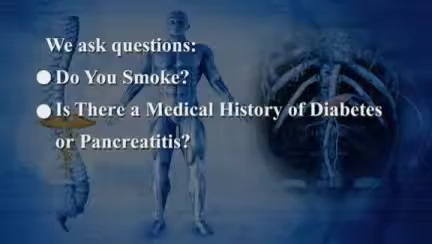 We ask questions:
Do You Smoke?
Is There a Medical History of Diabetes
or Pancreatitis?